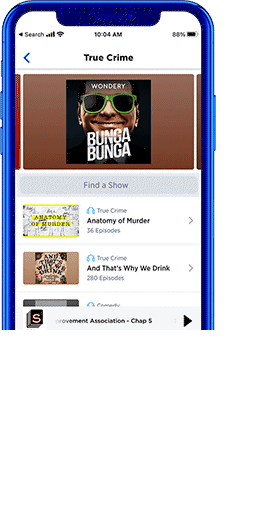 ◀ Search
10:04 AM
88%
True Crime
WONDERY
BUNGA
BUNGA
Find a Show
ANATOMY
OF MURDER
True Crime
Anatomy of Murder
36 Episodes
AND THAT'S
WHY WE
DRINK
True Crime
And That's Why We Drink
280 Episodes
Comedy
S
provement Association - Chap 5